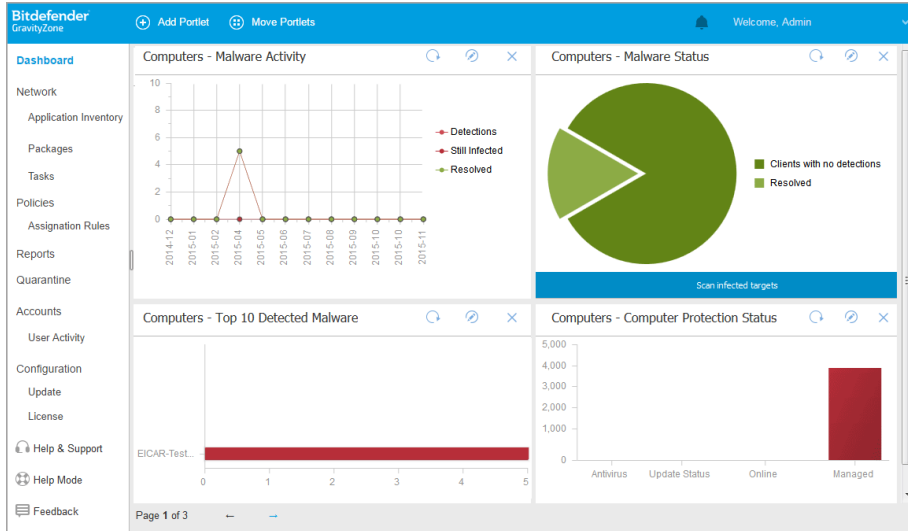 Bitdefender
GravityZone
Add Portlet
Move Portlets
Welcome, Admin
Dashboard
Network
Application Inventory
Packages
Tasks
Policies
Assignation Rules
Reports
Quarantine
Accounts
User Activity
Configuration
Update
License
Help & Support
Help Mode
Feedback
Computers - Malware Activity
10
8
6
4
2
0
2014-12
2015-01
2015-02
2015-04
2015-05
2015-06
2015-07
2015-08
2015-09
2015-10
2015-10
2015-11
Detections
Still Infected
Resolved
Computers - Malware Status
Clients with no detections
Resolved
Scan infected targets
Computers - Top 10 Detected Malware
EICAR-Test...
0 1 2 3 4 5
Computers - Computer Protection Status
5,000
4,000
3,000
2,000
1,000
0
Antivirus Update Status Online Managed
Page 1 of 3 ← →